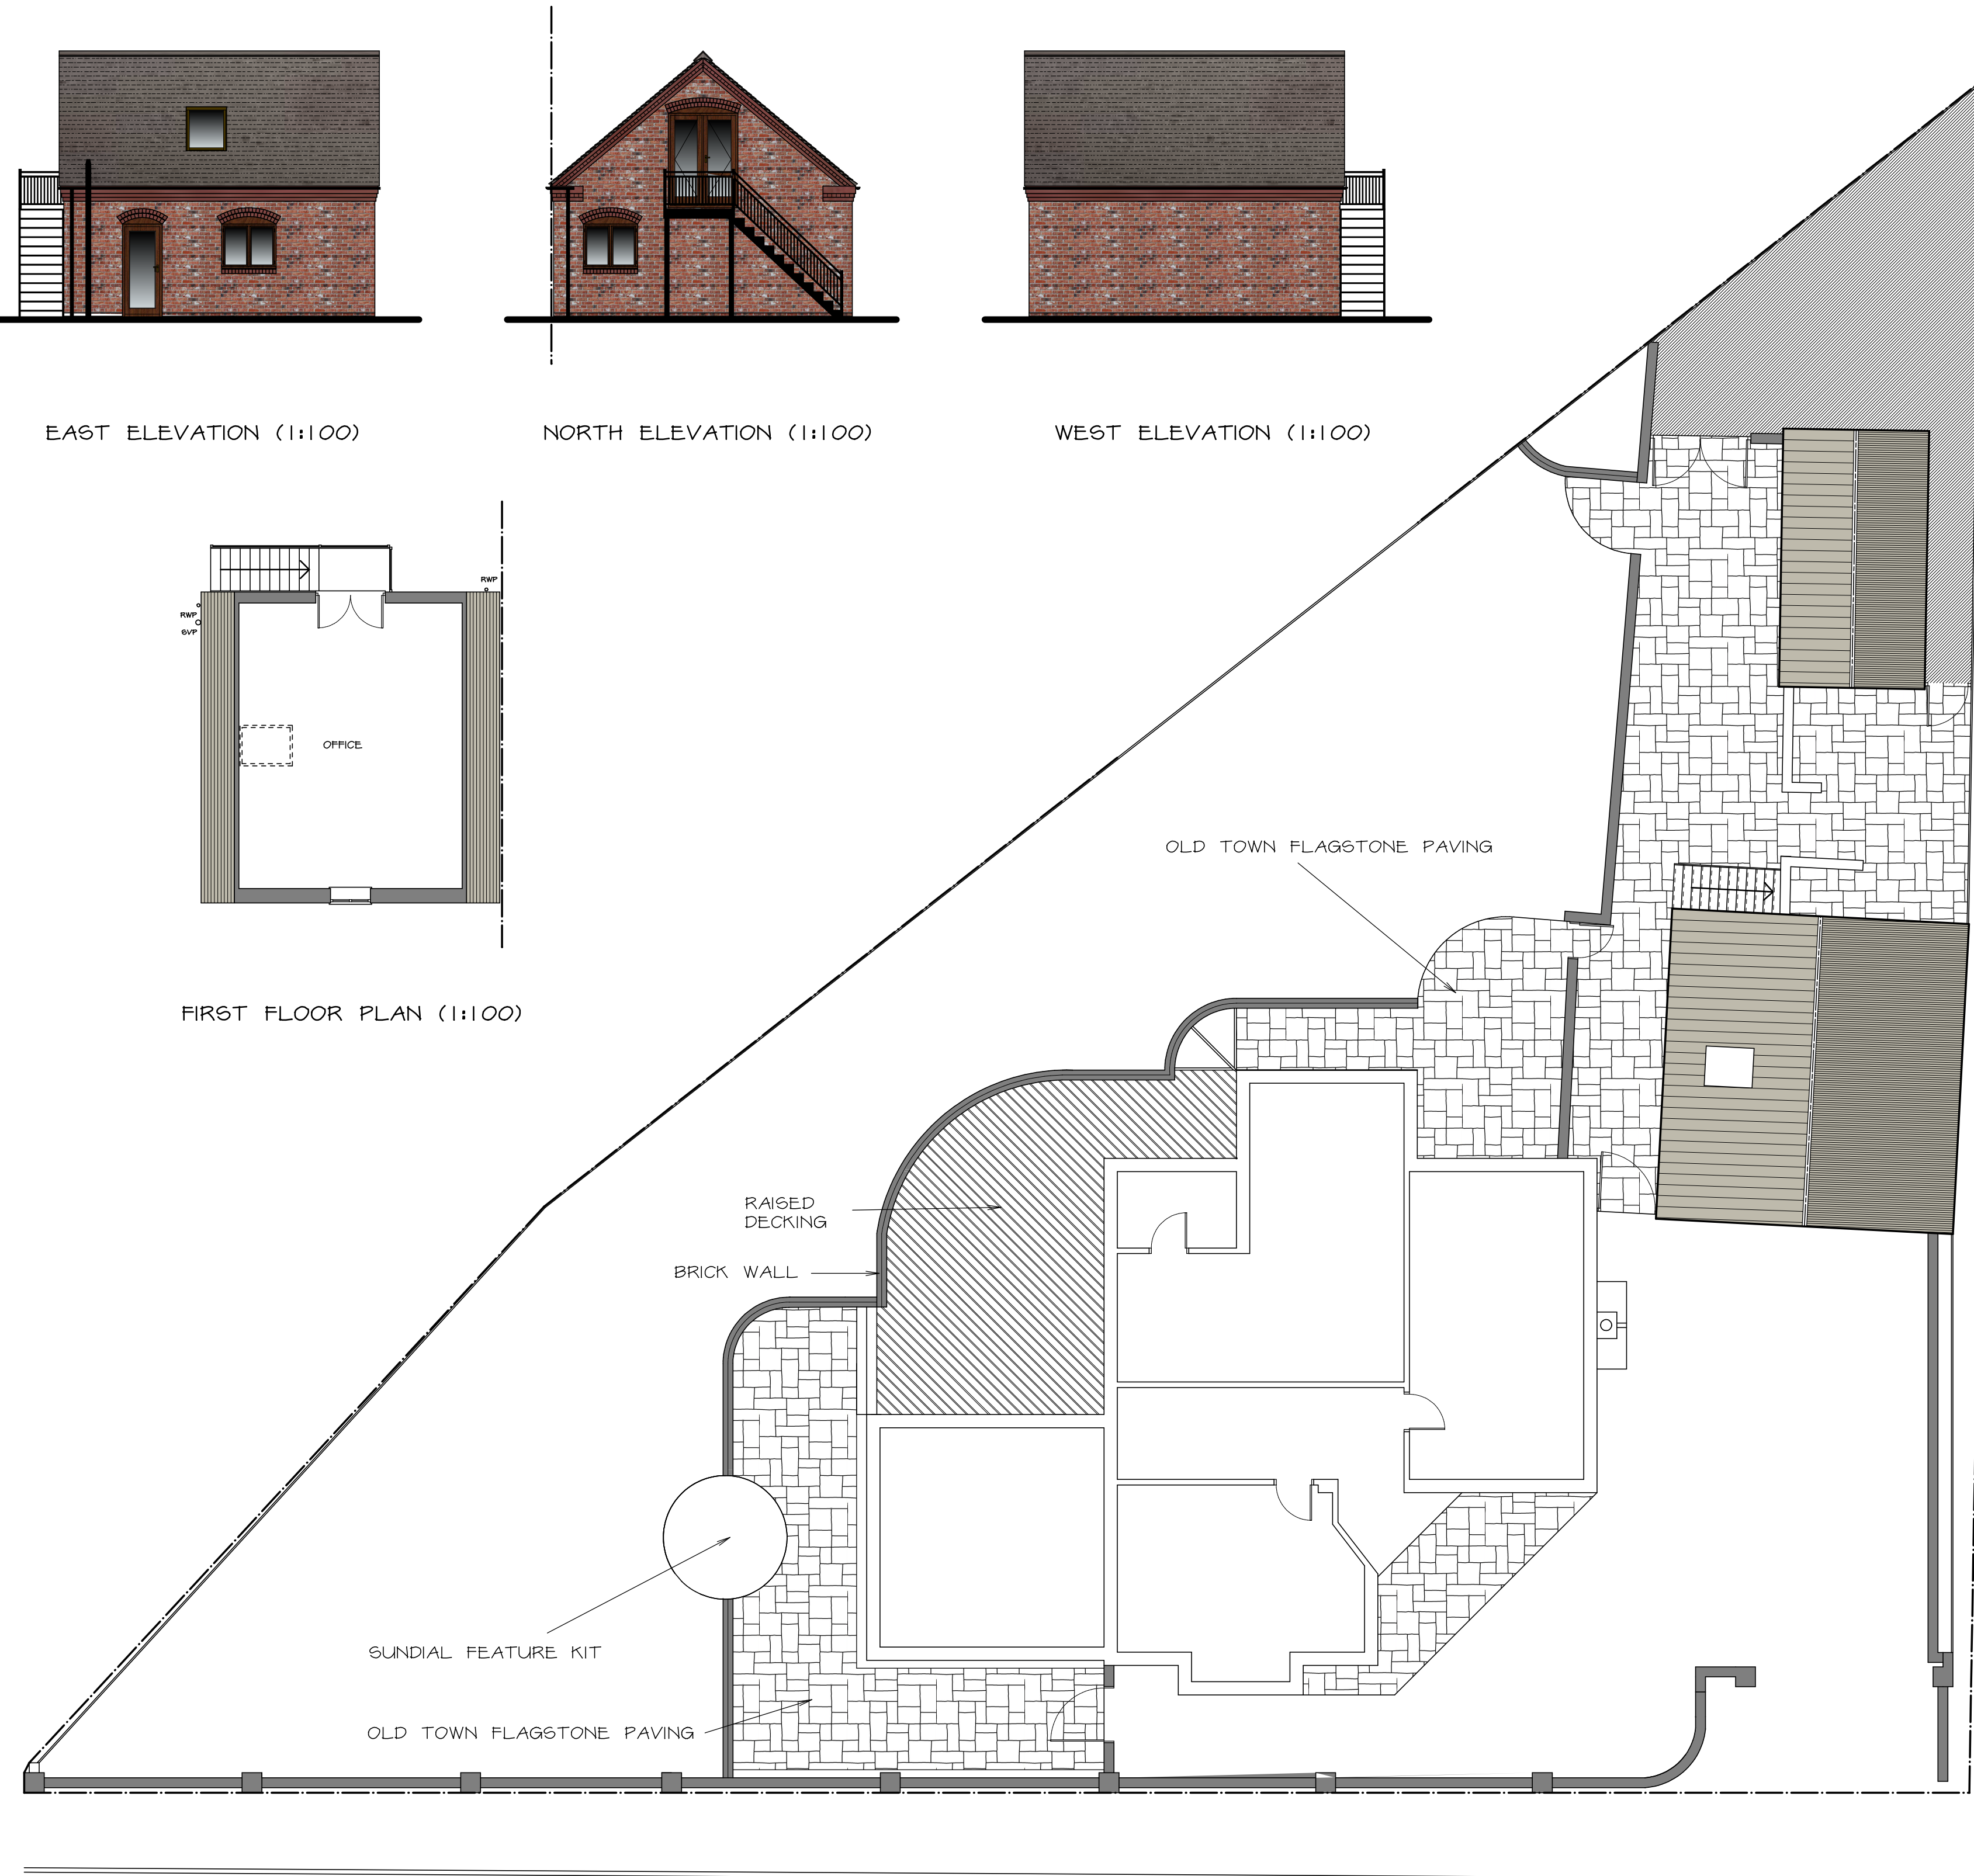 EAST ELEVATION (1:100)
NORTH ELEVATION (1:100)
WEST ELEVATION (1:100)
RWP
RWP
SVP
OFFICE
FIRST FLOOR PLAN (1:100)
OLD TOWN FLAGSTONE PAVING
RAISED
DECKING
BRICK WALL
SUNDIAL FEATURE KIT
OLD TOWN FLAGSTONE PAVING